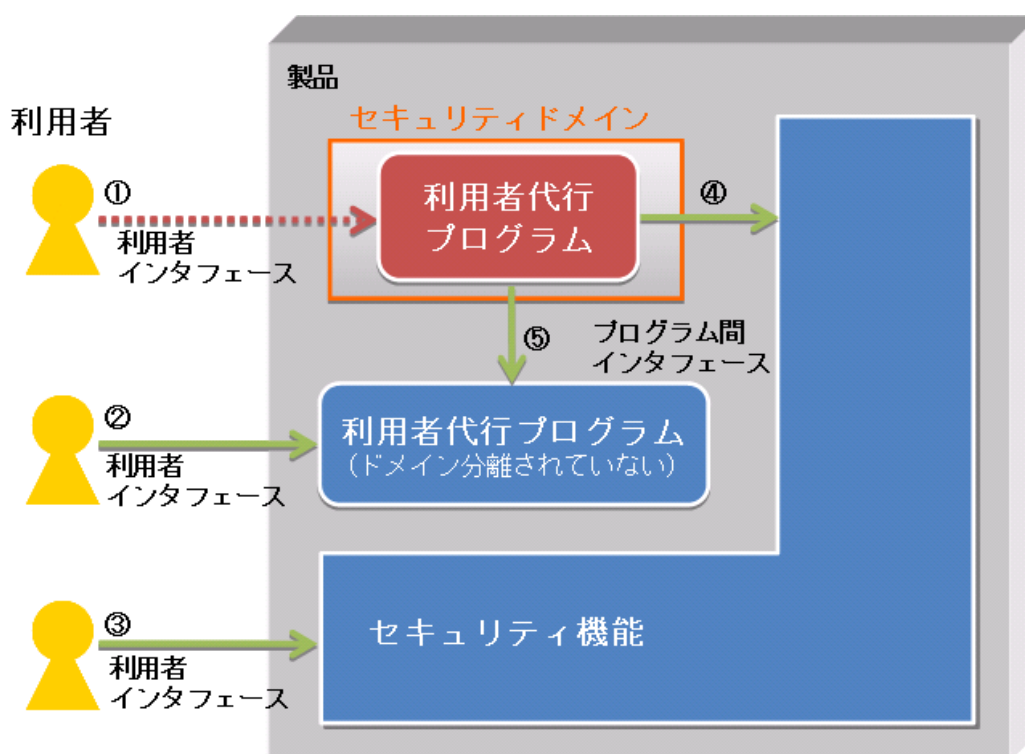 製品
利用者
セキュリティドメイン
①
利用者
インタフェース
利用者代行
プログラム
④
⑤
プログラム間
インタフェース
②
利用者
インタフェース
利用者代行プログラム
(ドメイン分離されていない)
③
利用者
インタフェース
セキュリティ機能